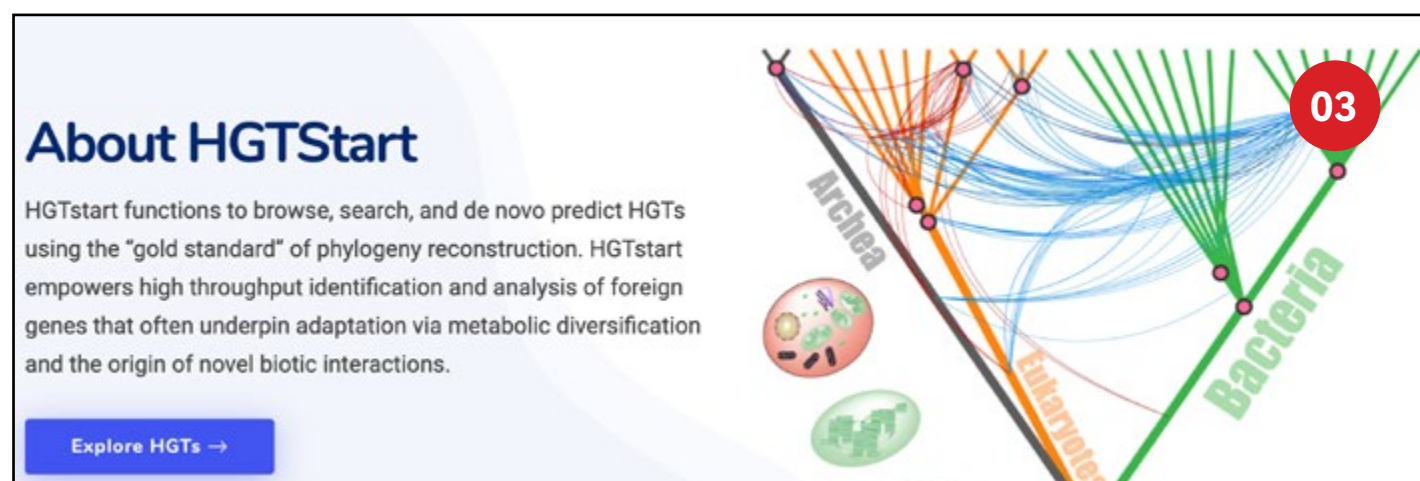 About HGTStart
HGTstart functions to browse, search, and de novo predict HGTs
using the “gold standard” of phylogeny reconstruction. HGTstart
empowers high throughput identification and analysis of foreign
genes that often underpin adaptation via metabolic diversification
and the origin of novel biotic interactions.
Explore HGTs →
03
Archea
Eukaryotes
Bacteria